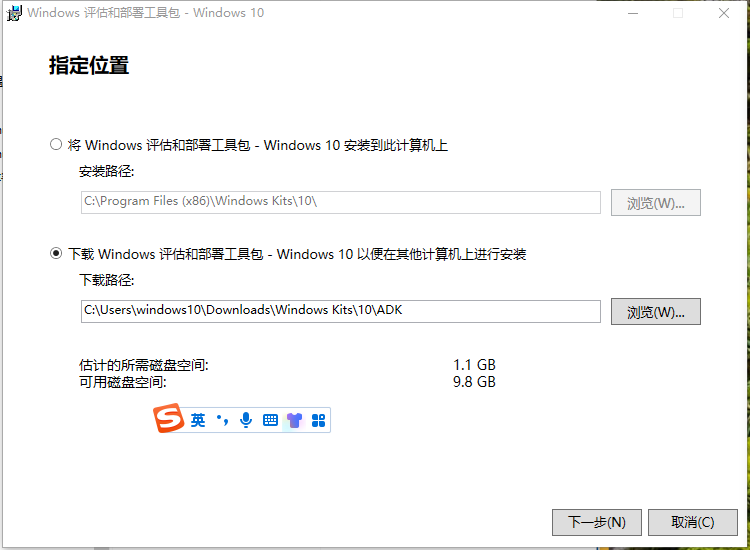 Windows 评估和部署工具包 - Windows 10
指定位置
将 Windows 评估和部署工具包 - Windows 10 安装到此计算机上
安装路径:
C:\Program Files (x86)\Windows Kits\10\
浏览(W)...
下载 Windows 评估和部署工具包 - Windows 10 以便在其他计算机上进行安装
下载路径:
C:\Users\windows10\Downloads\Windows Kits\10\ADK
浏览(W)...
估计的所需磁盘空间: 1.1 GB
可用磁盘空间: 9.8 GB
S 英
下一步(N) 取消(C)